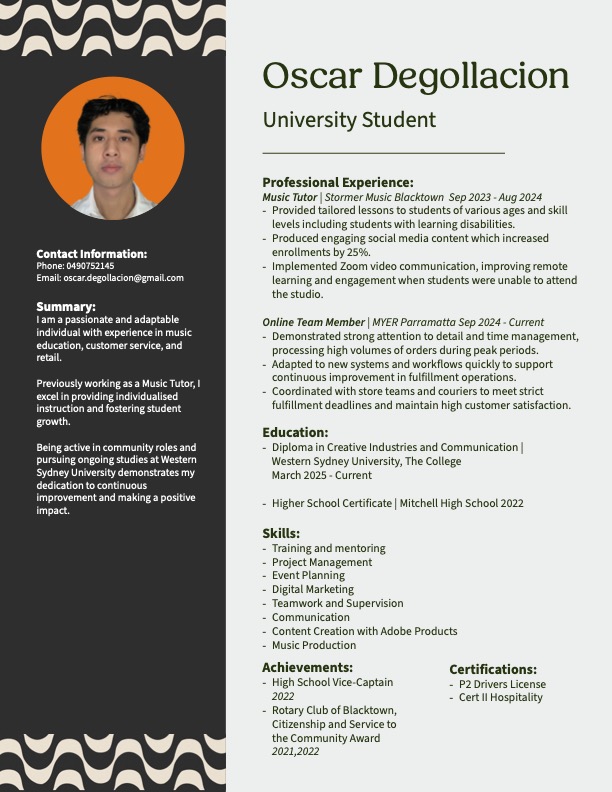 Oscar Degollacion
University Student
Contact Information:
Phone: 0490752145
Email: oscar.degollacion@gmail.com
Summary:
I am a passionate and adaptable
individual with experience in music
education, customer service, and
retail.
Previously working as a Music Tutor, I
excel in providing individualised
instruction and fostering student
growth.
Being active in community roles and
pursuing ongoing studies at Western
Sydney University demonstrates my
dedication to continuous
improvement and making a positive
impact.
Professional Experience:
Music Tutor | Stormer Music Blacktown  Sep 2023 - Aug 2024
- Provided tailored lessons to students of various ages and skill
levels including students with learning disabilities.
- Produced engaging social media content which increased
enrollments by 25%.
- Implemented Zoom video communication, improving remote
learning and engagement when students were unable to attend
the studio.
Online Team Member | MYER Parramatta Sep 2024 - Current
- Demonstrated strong attention to detail and time management,
processing high volumes of orders during peak periods.
- Adapted to new systems and workflows quickly to support
continuous improvement in fulfillment operations.
- Coordinated with store teams and couriers to meet strict
fulfillment deadlines and maintain high customer satisfaction.
Education:
- Diploma in Creative Industries and Communication |
Western Sydney University, The College
March 2025 - Current
- Higher School Certificate | Mitchell High School 2022
Skills:
- Training and mentoring
- Project Management
- Event Planning
- Digital Marketing
- Teamwork and Supervision
- Communication
- Content Creation with Adobe Products
- Music Production
Achievements:
- High School Vice-Captain
2022
- Rotary Club of Blacktown,
Citizenship and Service to
the Community Award
2021,2022
Certifications:
- P2 Drivers License
- Cert II Hospitality